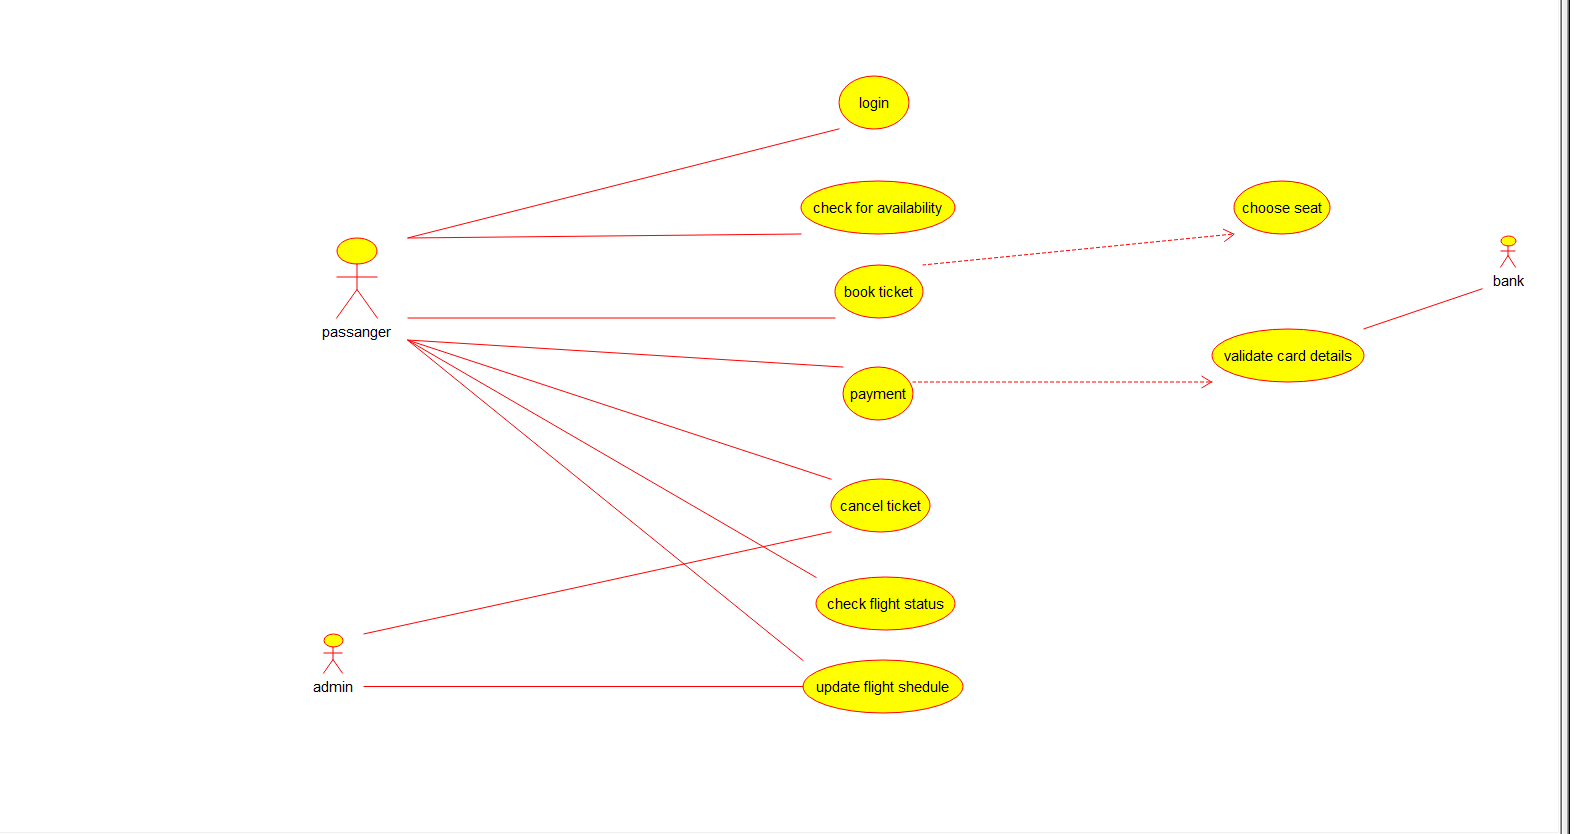 login
check for availability
choose seat
bank
book ticket
passanger
validate card details
payment
cancel ticket
check flight status
admin
update flight shedule